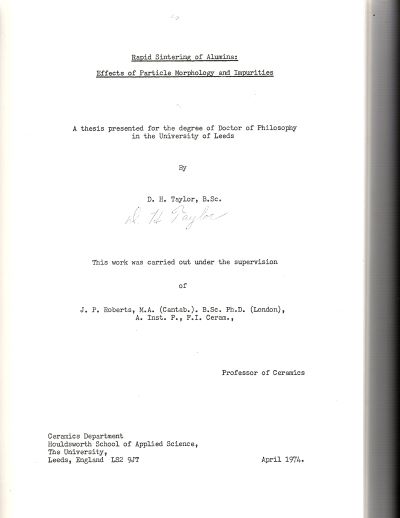 Rapid Sintering of Alumina:
Effects of Particle Morphology and Impurities
A thesis presented for the degree of Doctor of Philosophy
in the University of Leeds
By
D. H. Taylor, B.Sc.
D H Taylor
This work was carried out under the supervision
of
J. P. Roberts, M.A. (Cantab.). B.Sc. Ph.D. (London),
A. Inst. P., F.I. Ceram.,
Professor of Ceramics
Ceramics Department
Houldsworth School of Applied Science,
The University,
Leeds, England LS2 9JT
April 1974.